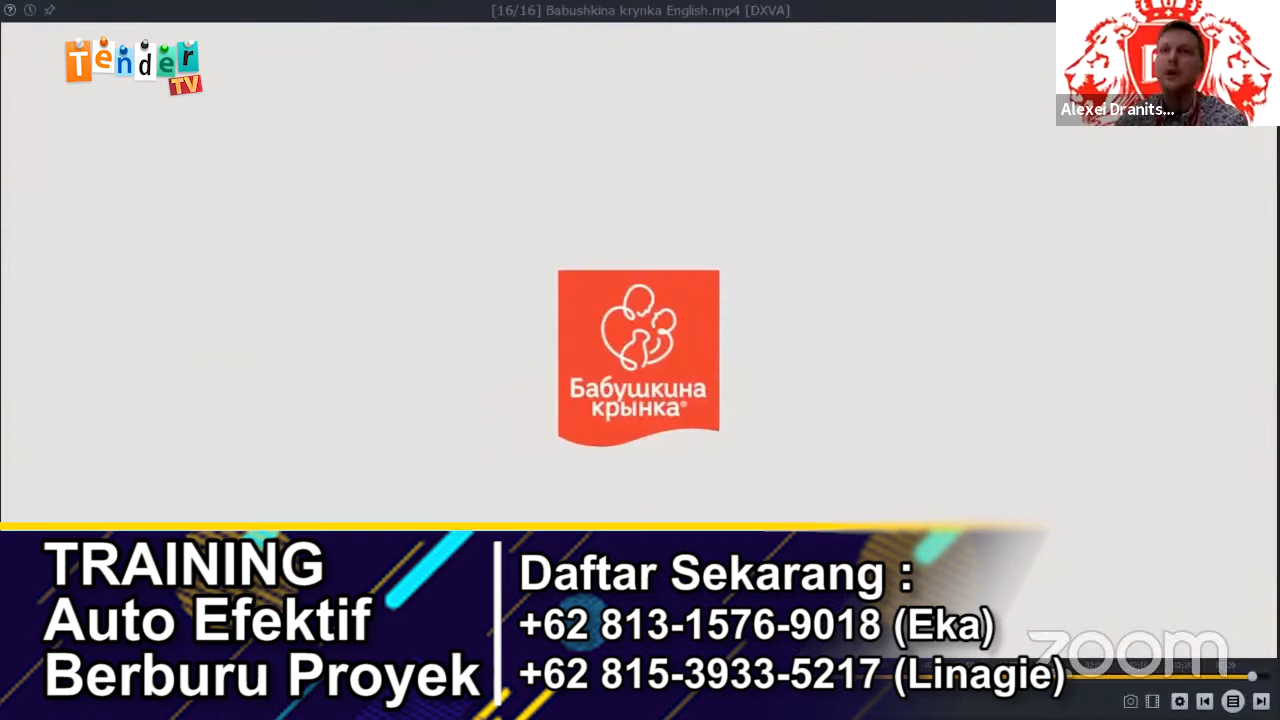 [16/16] Babushkina krynka English.mp4 [DXVA]
Tender
TV
Alexei Dranits...
Бабушкина
крынка®
TRAINING
Auto Efektif
Berburu Proyek
Daftar Sekarang :
+62 813-1576-9018 (Eka)
+62 815-3933-5217 (Linagie)
zoom